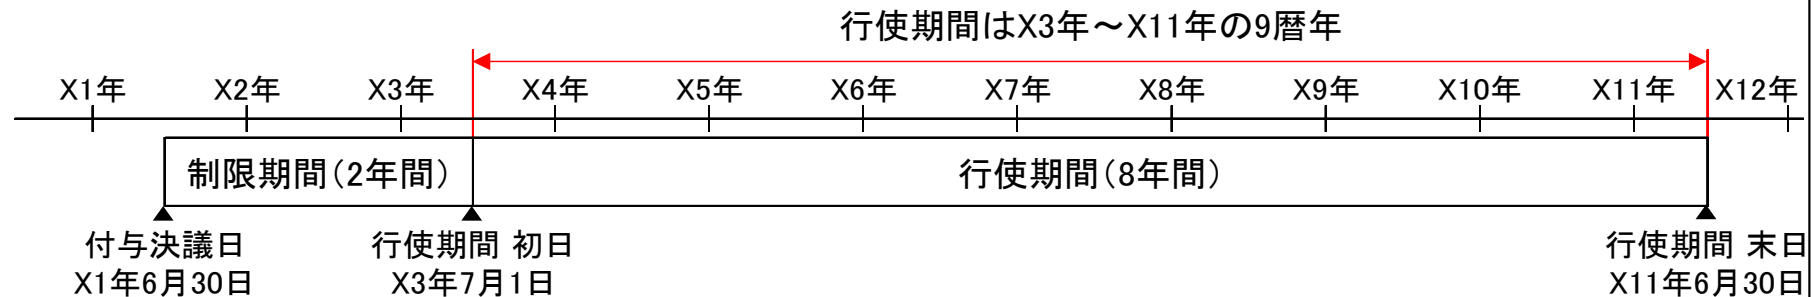 行使期間はX3年～X11年の9暦年
X1年 X2年 X3年 X4年 X5年 X6年 X7年 X8年 X9年 X10年 X11年 X12年
制限期間(2年間) 行使期間(8年間)
付与決議日 行使期間 初日 行使期間 末日
X1年6月30日 X3年7月1日 X11年6月30日